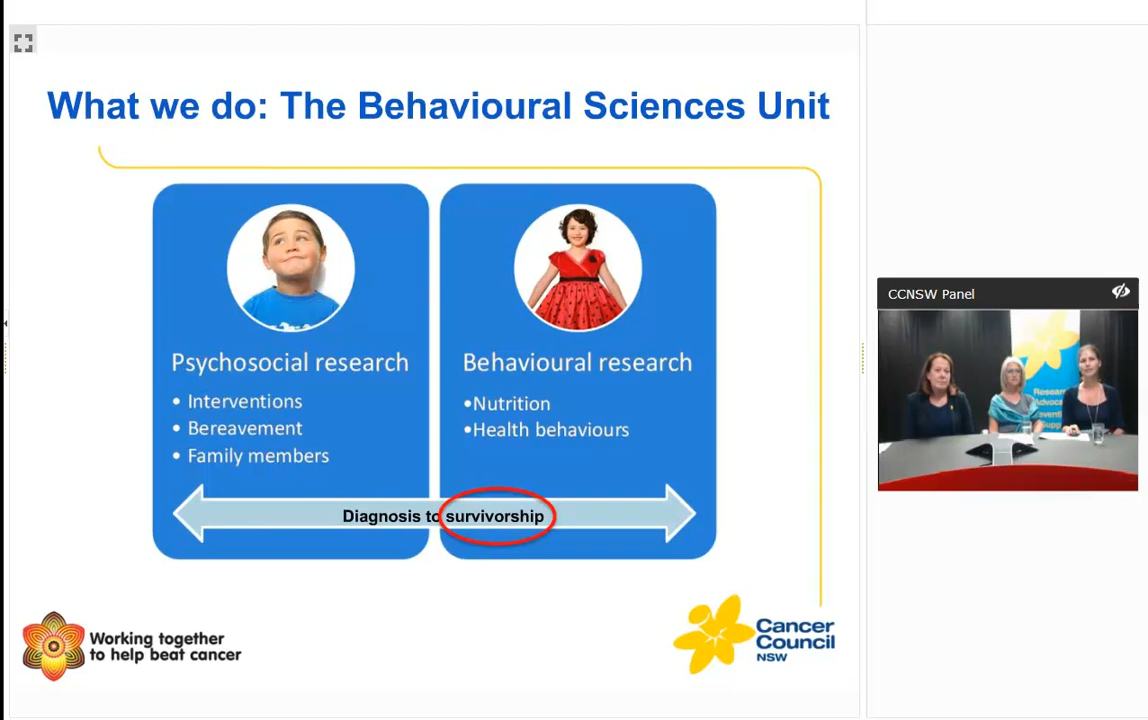 What we do: The Behavioural Sciences Unit
Psychosocial research
• Interventions
• Bereavement
• Family members
Behavioural research
•Nutrition
•Health behaviours
Diagnosis to survivorship
Working together
to help beat cancer
Cancer
Council
NSW
CCNSW Panel